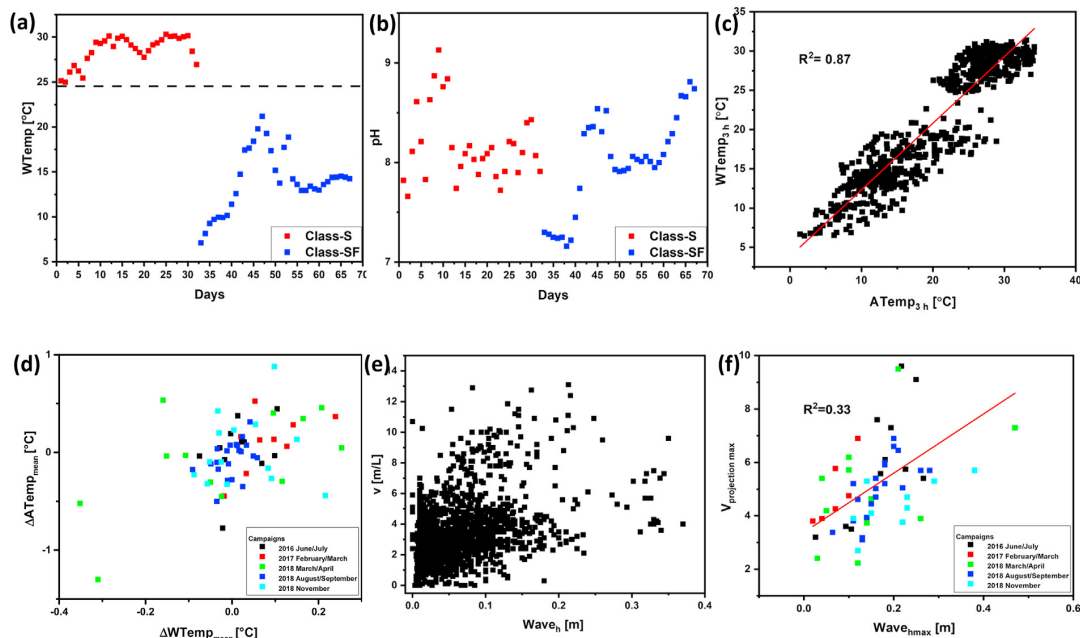 (a)
WTemp [°C]
35
30
25
20
15
10
5
0 5 10 15 20 25 30 35 40 45 50 55 60 65 70
Days
Class-S
Class-SF
(b)
pH
9
8
7
0 5 10 15 20 25 30 35 40 45 50 55 60 65 70
Days
Class-S
Class-SF
(c)
WTemp3 h [°C]
35
30
25
20
15
10
5
0 10 20 30 40
R²= 0.87
ATemp3 h [°C]
(d)
ΔATempmean [°C]
1
0
-1
-0.4 -0.2 0.0 0.2
ΔWTempmean [°C]
Campaigns
2016 June/July
2017 February/March
2018 March/April
2018 August/September
2018 November
(e)
v [m/L]
14
12
10
8
6
4
2
0
0.0 0.1 0.2 0.3 0.4
Waveh [m]
(f)
Vprojection max
10
8
6
4
2
0.0 0.2 0.4 0.6
R²=0.33
Wavehmax [m]
Campaigns
2016 June/July
2017 February/March
2018 March/April
2018 August/September
2018 November